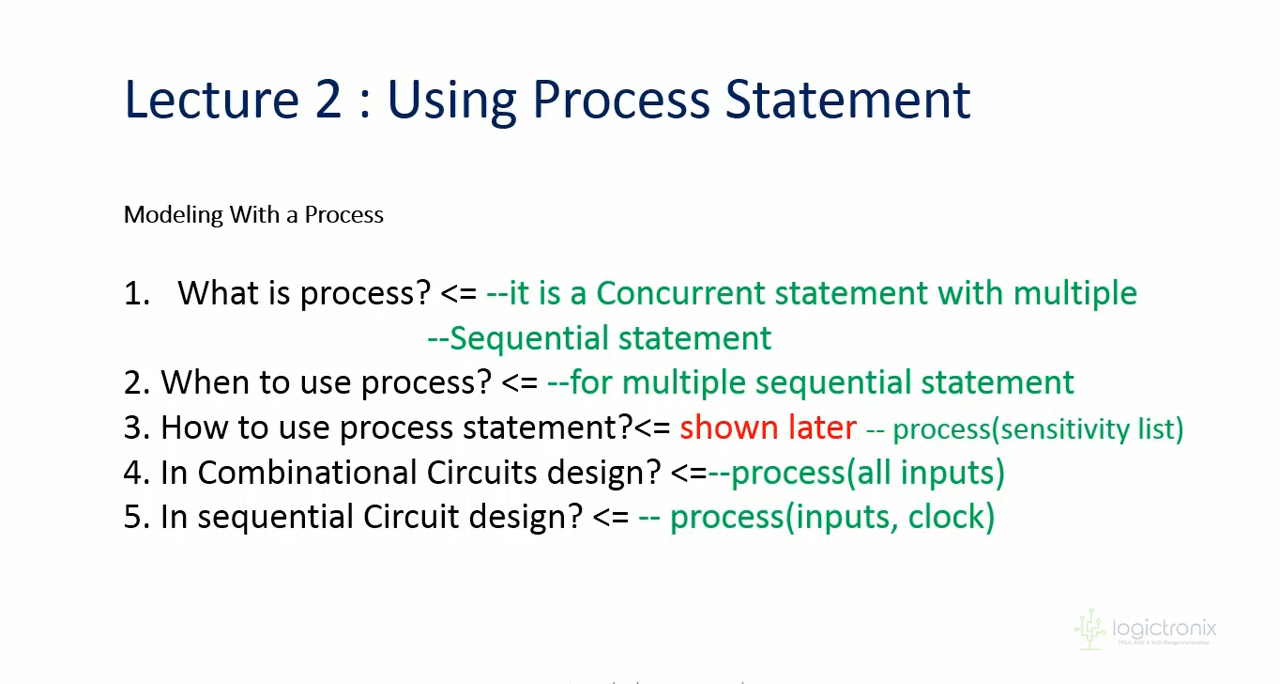 Lecture 2 : Using Process Statement
Modeling With a Process
1. What is process? <= --it is a Concurrent statement with multiple
--Sequential statement
2. When to use process? <= --for multiple sequential statement
3. How to use process statement?<= shown later -- process(sensitivity list)
4. In Combinational Circuits design? <=--process(all inputs)
5. In sequential Circuit design? <= -- process(inputs, clock)
logictronix